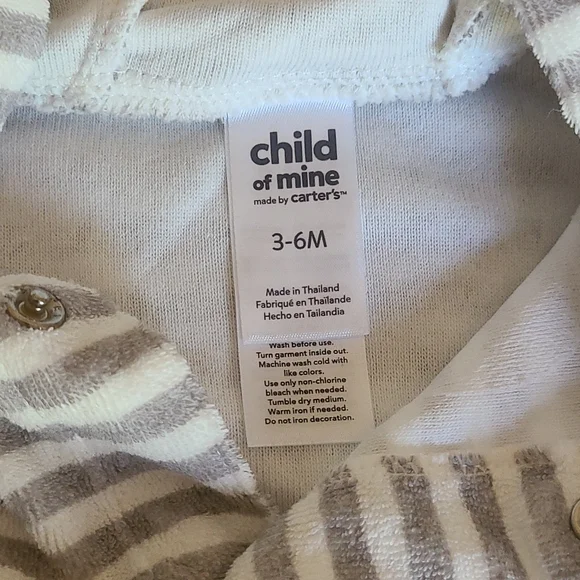 child
of mine
made by carter's™
3-6M
Made in Thailand
Fabriqué en Thaïlande
Hecho en Tailandia
Wash before use.
Turn garment inside out.
Machine wash cold with
like colors.
Use only non-chlorine
bleach when needed.
Tumble dry medium.
Warm iron if needed.
Do not iron decoration.